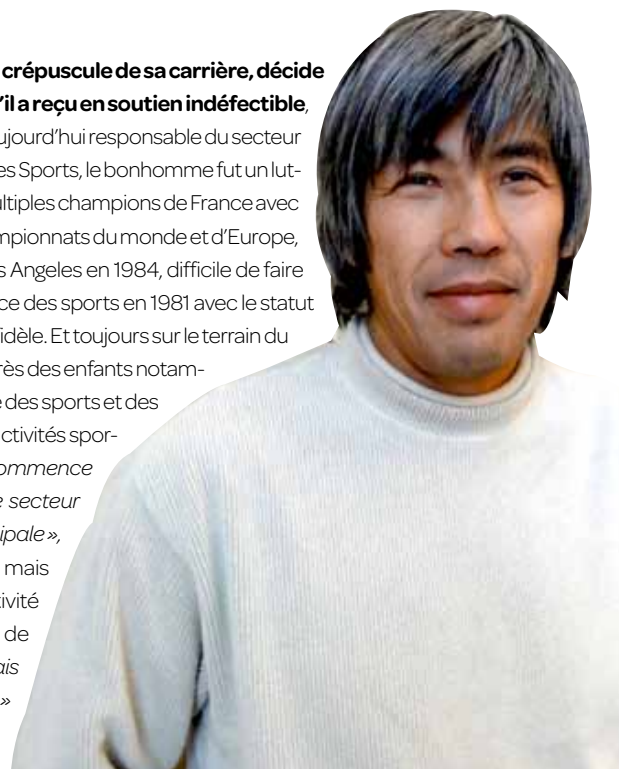 crépuscule de sa carrière, décide
'il a reçu en soutien indéfectible,
ujourd'hui responsable du secteur
es Sports, le bonhomme fut un lut-
ultiples champions de France avec
mpionnats du monde et d'Europe,
s Angeles en 1984, difficile de faire
ce des sports en 1981 avec le statut
fidèle. Et toujours sur le terrain du
rès des enfants notam-
e des sports et des
ctivités spor-
ommence
e secteur
ipale »,
mais
tivité
de
ais
»